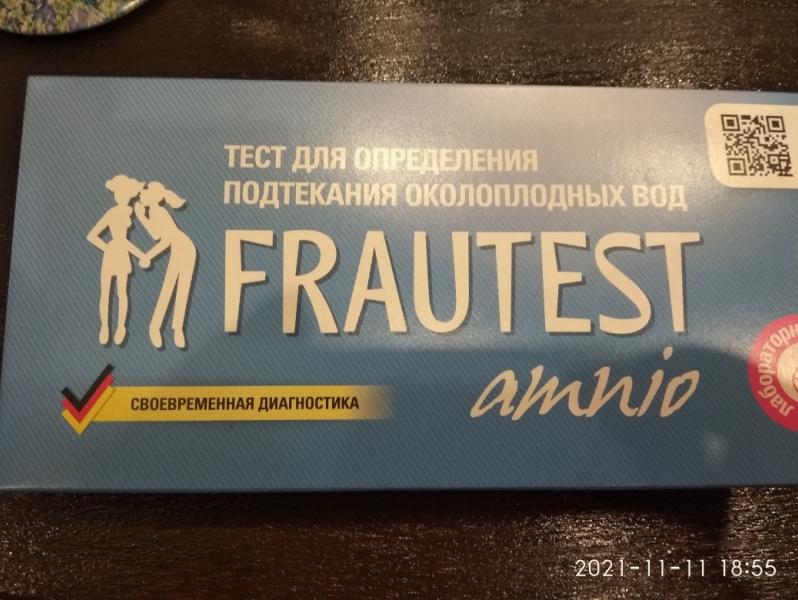 ТЕСТ ДЛЯ ОПРЕДЕЛЕНИЯ
ПОДТЕКАНИЯ ОКОЛОПЛОДНЫХ ВОД
FRAUTEST
amnio
СВОЕВРЕМЕННАЯ ДИАГНОСТИКА
2021-11-11 18:55